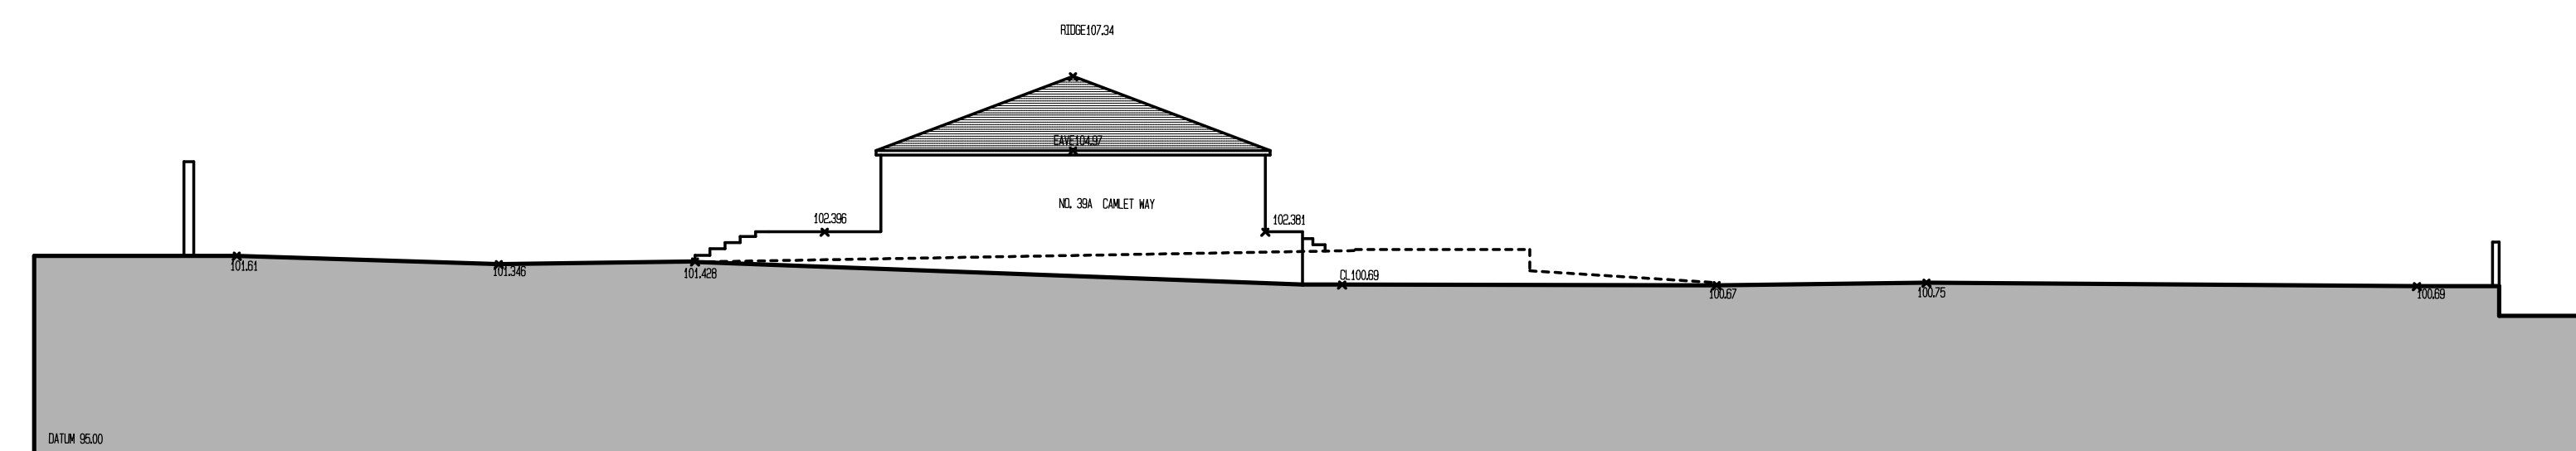 RIDGE107.34
EAVE104.97
NO. 39A CAMLET WAY
102.396
102.381
101.61
101.346
101.428
CL100.69
100.67
100.75
100.69
DATUM 95.00